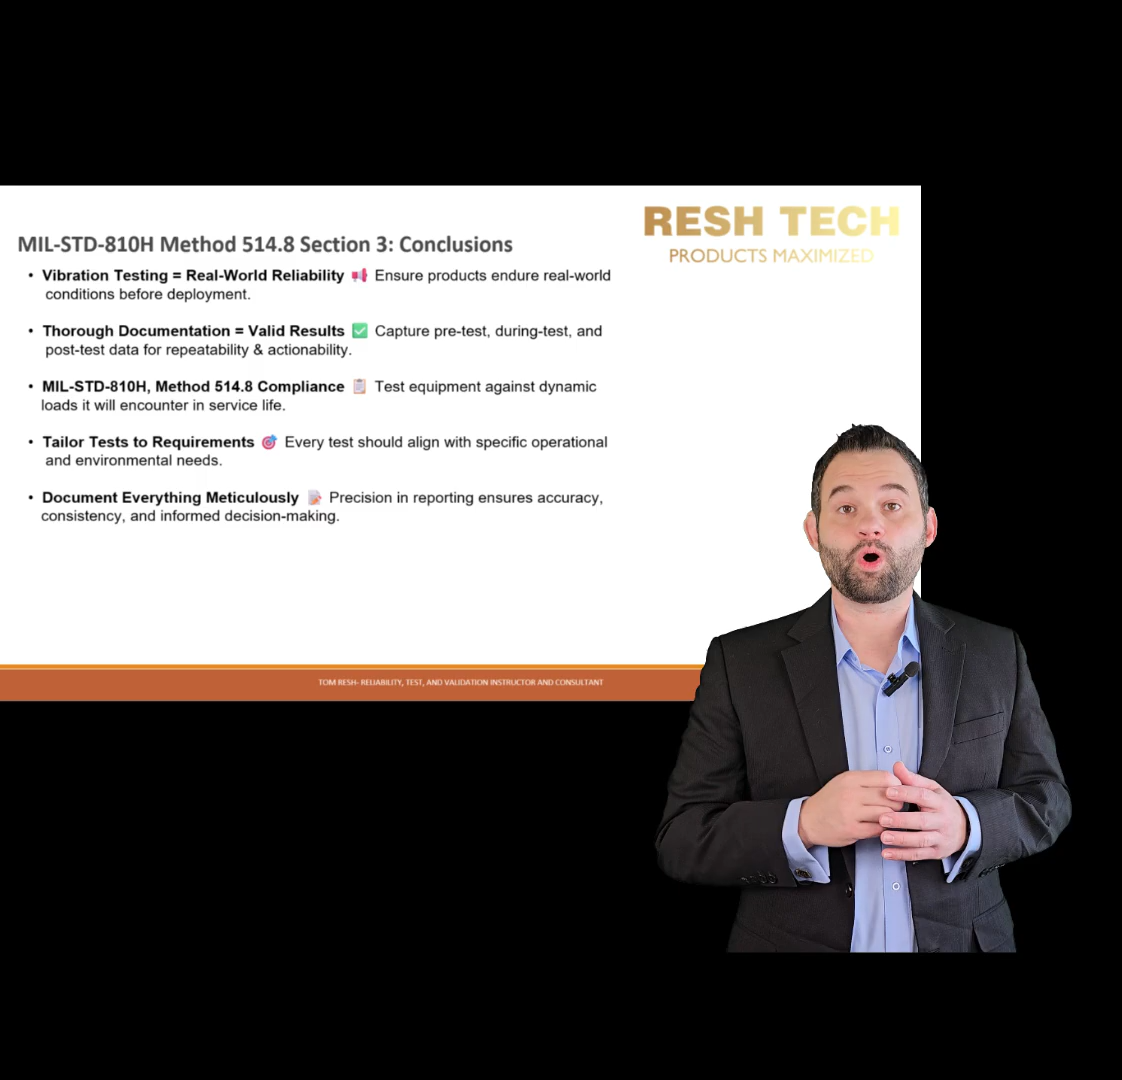 RESH TECH
PRODUCTS MAXIMIZED
MIL-STD-810H Method 514.8 Section 3: Conclusions
• Vibration Testing = Real-World Reliability 📢 Ensure products endure real-world
conditions before deployment.
• Thorough Documentation = Valid Results ✅ Capture pre-test, during-test, and
post-test data for repeatability & actionability.
• MIL-STD-810H, Method 514.8 Compliance 📋 Test equipment against dynamic
loads it will encounter in service life.
• Tailor Tests to Requirements 🎯 Every test should align with specific operational
and environmental needs.
• Document Everything Meticulously 📝 Precision in reporting ensures accuracy,
consistency, and informed decision-making.
TOM RESH- RELIABILITY, TEST, AND VALIDATION INSTRUCTOR AND CONSULTANT